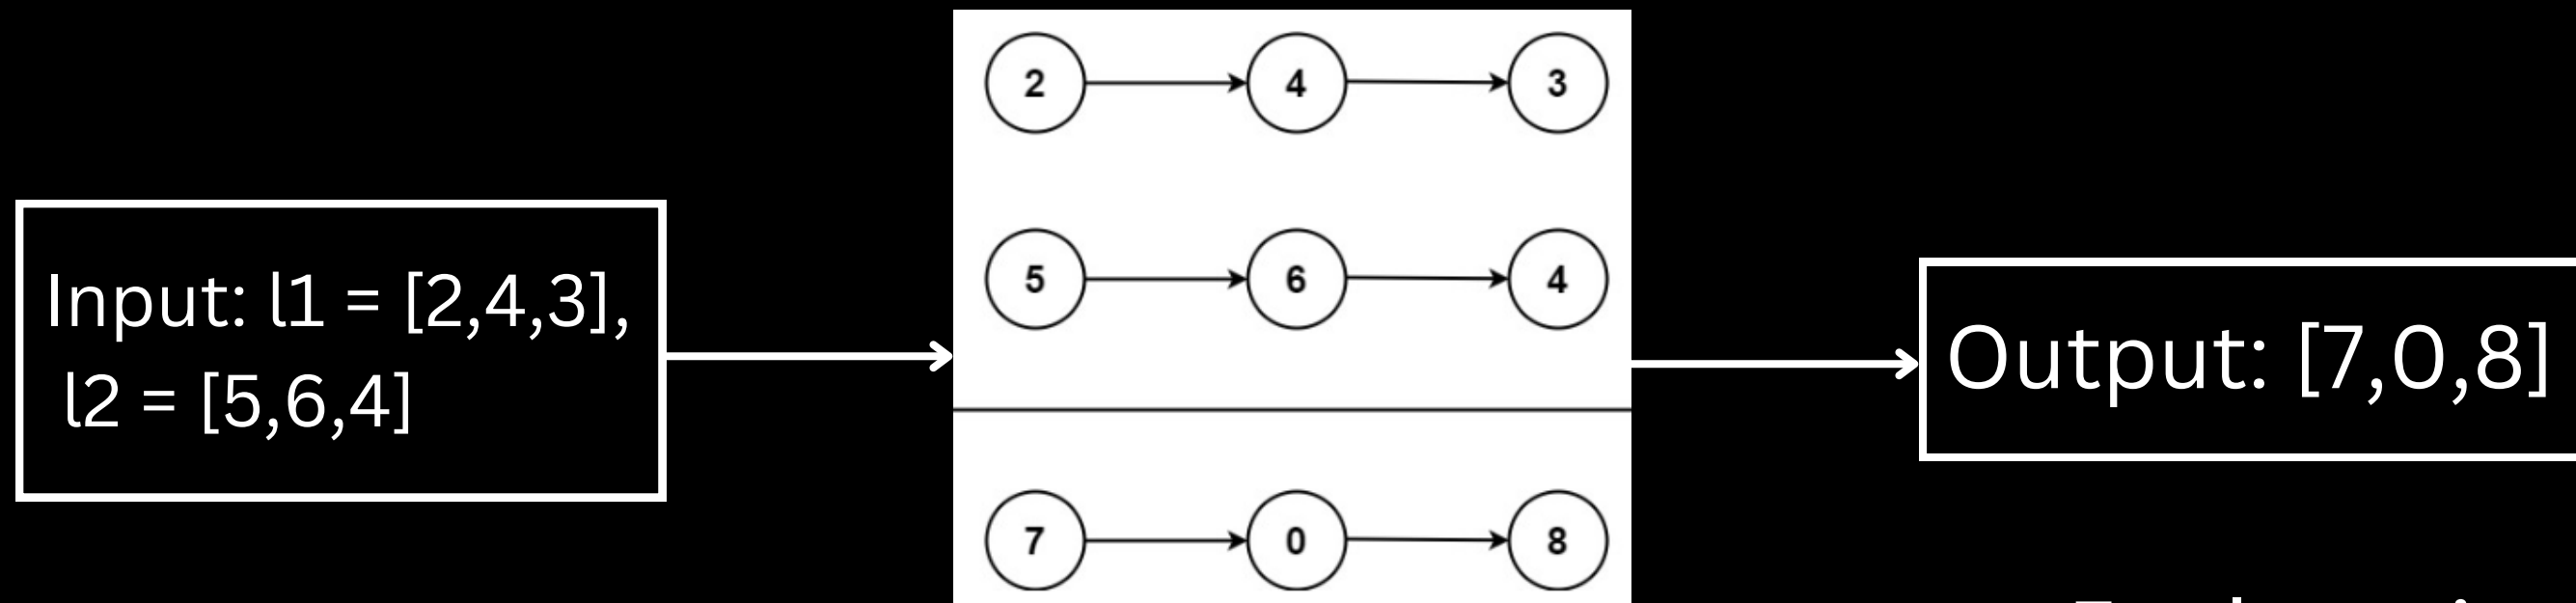 Input: l1 = [2,4,3],
l2 = [5,6,4]
2 4 3
5 6 4
7 0 8
Output: [7,0,8]